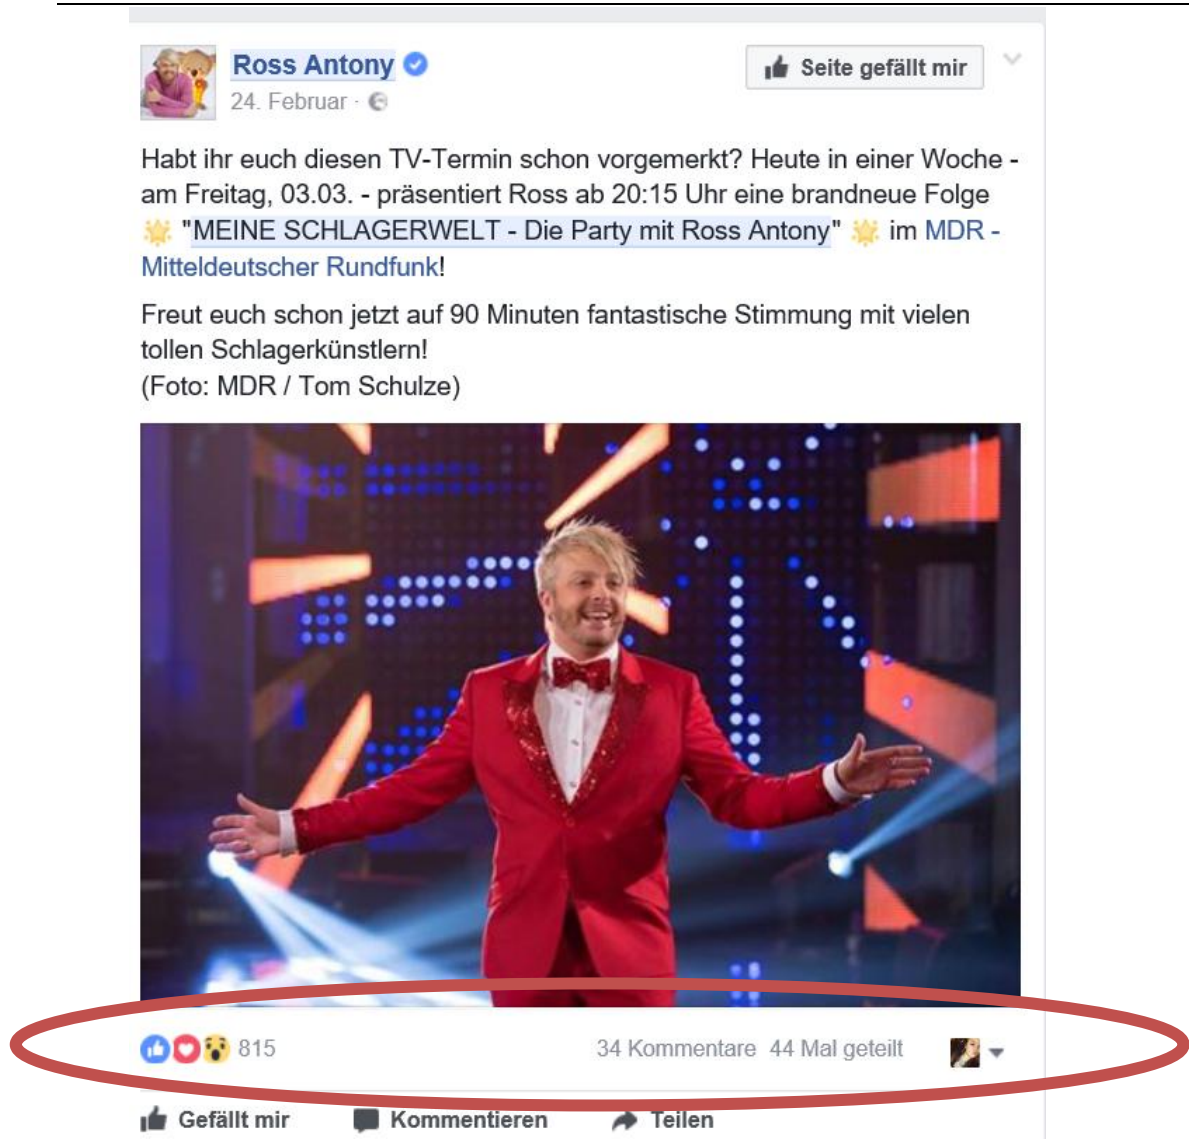 Ross Antony
Seite gefällt mir
24. Februar ·
Habt ihr euch diesen TV-Termin schon vorgemerkt? Heute in einer Woche -
am Freitag, 03.03. - präsentiert Ross ab 20:15 Uhr eine brandneue Folge
🌟 "MEINE SCHLAGERWELT - Die Party mit Ross Antony" 🌟 im MDR -
Mitteldeutscher Rundfunk!
Freut euch schon jetzt auf 90 Minuten fantastische Stimmung mit vielen
tollen Schlagerkünstlern!
(Foto: MDR / Tom Schulze)
815 34 Kommentare 44 Mal geteilt
Gefällt mir Kommentieren Teilen